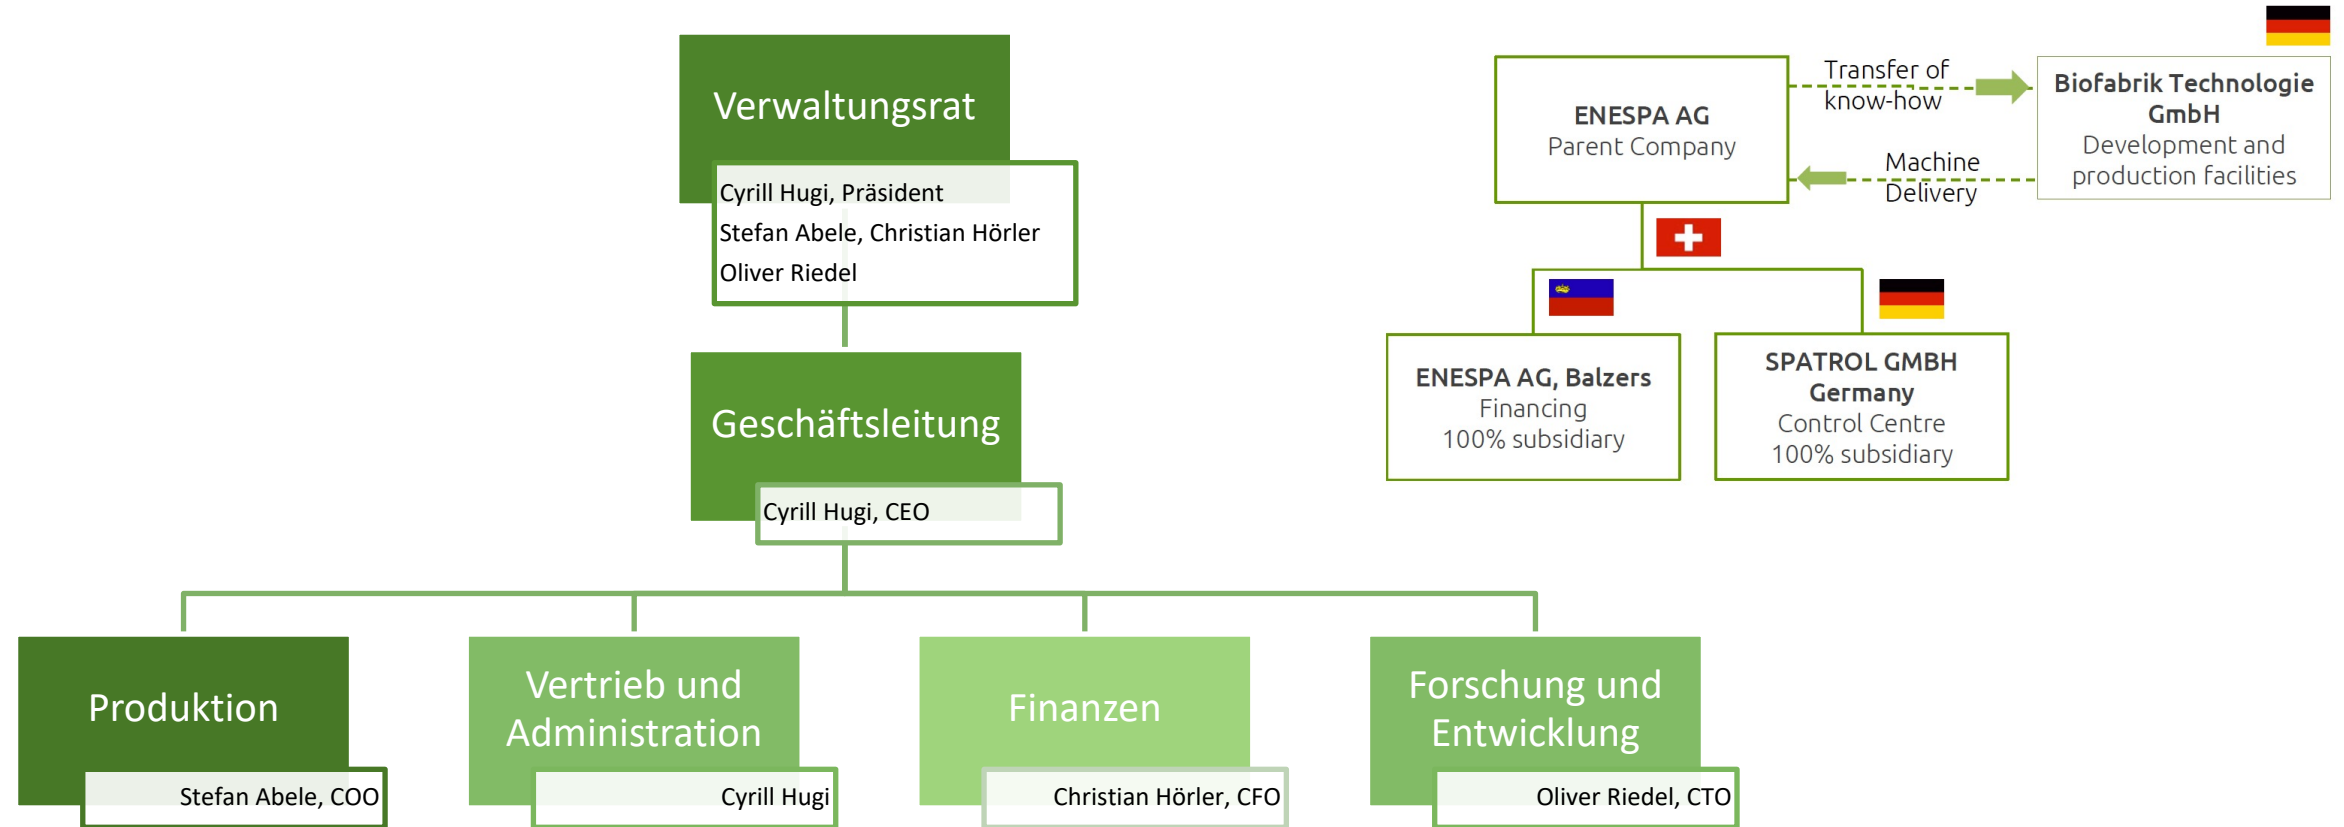 Verwaltungsrat
Cyrill Hugi, Präsident
Stefan Abele, Christian Hörler
Oliver Riedel
Geschäftsleitung
Cyrill Hugi, CEO
Produktion
Stefan Abele, COO
Vertrieb und
Administration
Cyrill Hugi
Finanzen
Christian Hörler, CFO
Forschung und
Entwicklung
Oliver Riedel, CTO
ENESPA AG
Parent Company
Transfer of
know-how
Machine
Delivery
Biofabrik Technologie
GmbH
Development and
production facilities
ENESPA AG, Balzers
Financing
100% subsidiary
SPATROL GMBH
Germany
Control Centre
100% subsidiary